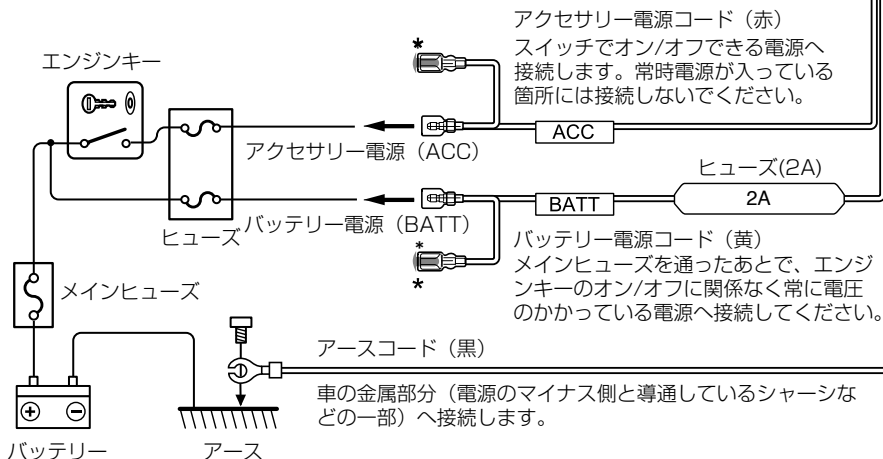 アクセサリー電源コード（赤）
スイッチでオン/オフできる電源へ
接続します。常時電源が入っている
箇所には接続しないでください。
*
エンジンキー
アクセサリー電源（ACC）
ACC
ヒューズ(2A)
2A
BATT
ヒューズ
バッテリー電源（BATT）
*
*
バッテリー電源コード（黄）
メインヒューズを通ったあとで、エンジ
ンキーのオン/オフに関係なく常に電圧
のかかっている電源へ接続してください。
メインヒューズ
アースコード（黒）
車の金属部分（電源のマイナス側と導通しているシャーシな
どの一部）へ接続します。
+
−
バッテリー
アース